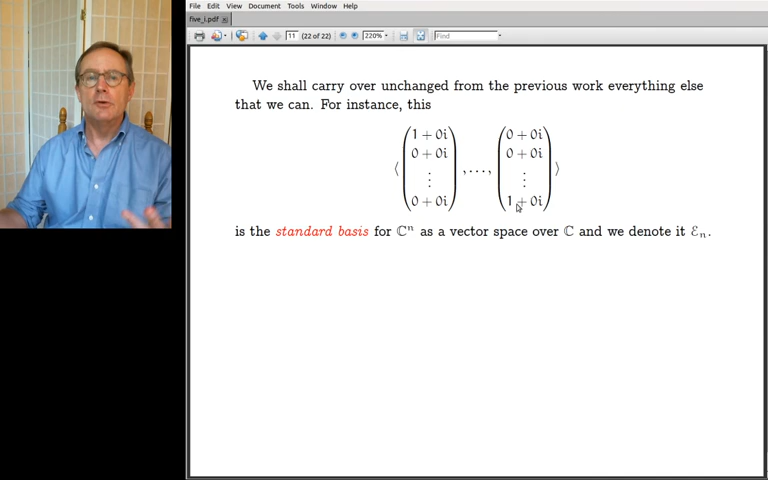 File Edit View Document Tools Window Help
five_i.pdf
11 (22 of 22) 220% Find
We shall carry over unchanged from the previous work everything else
that we can. For instance, this
⟨ (1 + 0i, 0 + 0i, ⋮, 0 + 0i) , ..., (0 + 0i, 0 + 0i, ⋮, 1 + 0i) ⟩
is the standard basis for ℂⁿ as a vector space over ℂ and we denote it ℰₙ.